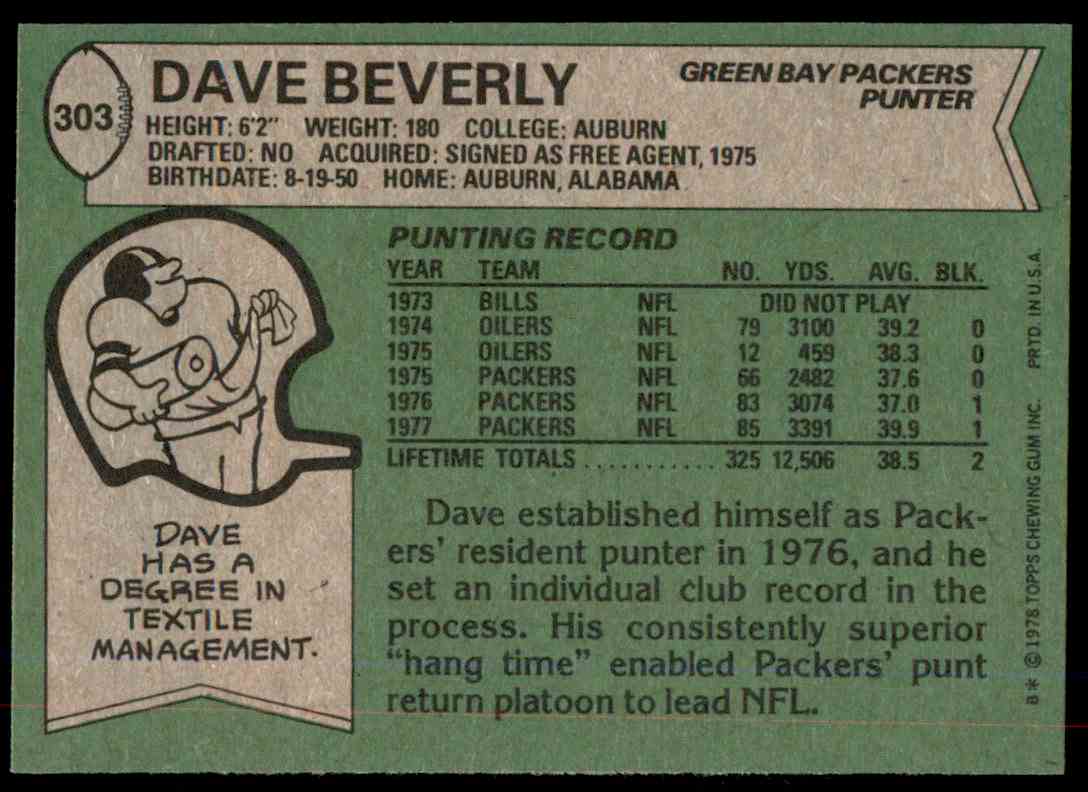 303
DAVE BEVERLY
GREEN BAY PACKERS
PUNTER
HEIGHT: 6'2" WEIGHT: 180 COLLEGE: AUBURN
DRAFTED: NO ACQUIRED: SIGNED AS FREE AGENT, 1975
BIRTHDATE: 8-19-50 HOME: AUBURN, ALABAMA
PUNTING RECORD
YEAR TEAM NO. YDS. AVG. BLK.
1973 BILLS NFL DID NOT PLAY
1974 OILERS NFL 79 3100 39.2 0
1975 OILERS NFL 12 459 38.3 0
1975 PACKERS NFL 66 2482 37.6 0
1976 PACKERS NFL 83 3074 37.0 1
1977 PACKERS NFL 85 3391 39.9 1
LIFETIME TOTALS ........... 325 12,506 38.5 2
Dave established himself as Pack-
ers' resident punter in 1976, and he
set an individual club record in the
process. His consistently superior
"hang time" enabled Packers' punt
return platoon to lead NFL.
DAVE
HAS A
DEGREE IN
TEXTILE
MANAGEMENT.
B* © 1978 TOPPS CHEWING GUM INC. PRTD. IN U.S.A.